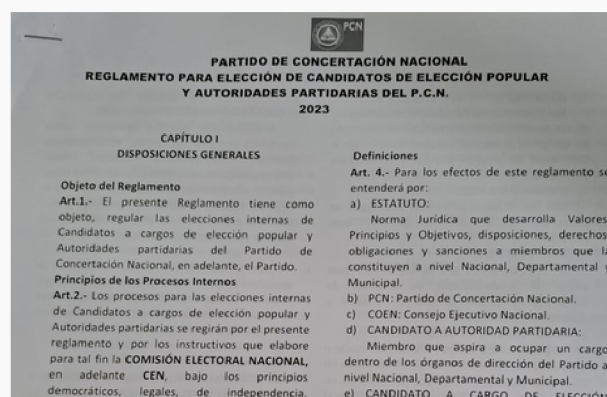 PCN
PARTIDO DE CONCERTACIÓN NACIONAL
REGLAMENTO PARA ELECCIÓN DE CANDIDATOS DE ELECCIÓN POPULAR
Y AUTORIDADES PARTIDARIAS DEL P.C.N.
2023
CAPÍTULO I
DISPOSICIONES GENERALES
Objeto del Reglamento
Art.1.- El presente Reglamento tiene como
objeto, regular las elecciones internas de
Candidatos a cargos de elección popular y
Autoridades partidarias del Partido de
Concertación Nacional, en adelante, el Partido.
Principios de los Procesos Internos
Art.2.- Los procesos para las elecciones internas
de Candidatos a cargos de elección popular y
Autoridades partidarias se regirán por el presente
reglamento y por los instructivos que elabore
para tal fin la COMISIÓN ELECTORAL NACIONAL,
en adelante CEN, bajo los principios
democráticos, legales, de independencia,
Definiciones
Art. 4.- Para los efectos de este reglamento se
entenderá por:
a) ESTATUTO:
Norma Jurídica que desarrolla Valores,
Principios y Objetivos, disposiciones, derechos,
obligaciones y sanciones a miembros que la
constituyen a nivel Nacional, Departamental y
Municipal.
b) PCN: Partido de Concertación Nacional.
c) COEN: Consejo Ejecutivo Nacional.
d) CANDIDATO A AUTORIDAD PARTIDARIA:
Miembro que aspira a ocupar un cargo
dentro de los órganos de dirección del Partido a
nivel Nacional, Departamental y Municipal.
e) CANDIDATO A CARGO DE ELECCIÓN